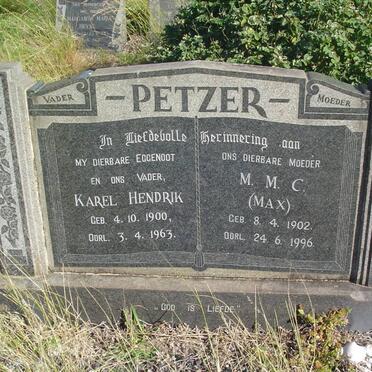 VADER
- PETZER -
MOEDER
In Liefdevolle Herinnering aan
MY DIERBARE EGGENOOT
EN ONS VADER,
KAREL HENDRIK
GEB. 4. 10. 1900,
OORL. 3. 4. 1963.
ONS DIERBARE MOEDER
M. M. C.
(MAX)
GEB. 8. 4. 1902.
OORL. 24. 6. 1996.
"GOD IS LIEFDE"